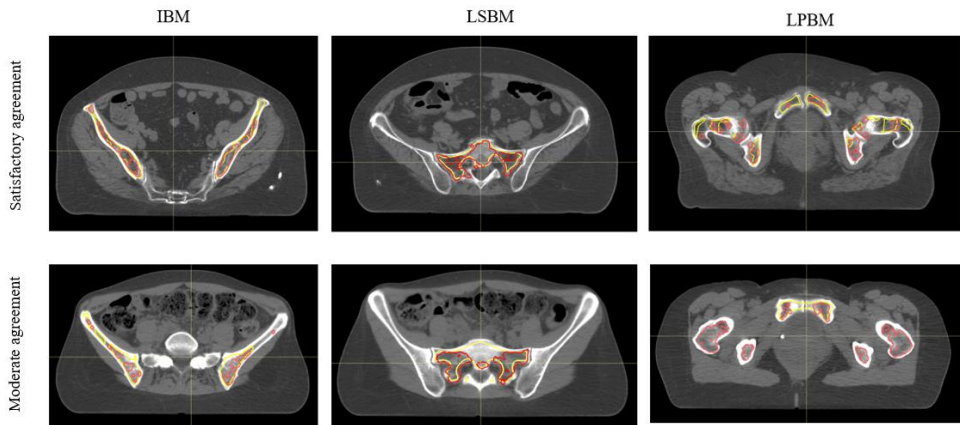 IBM
LSBM
LPBM
Satisfactory agreement
Moderate agreement